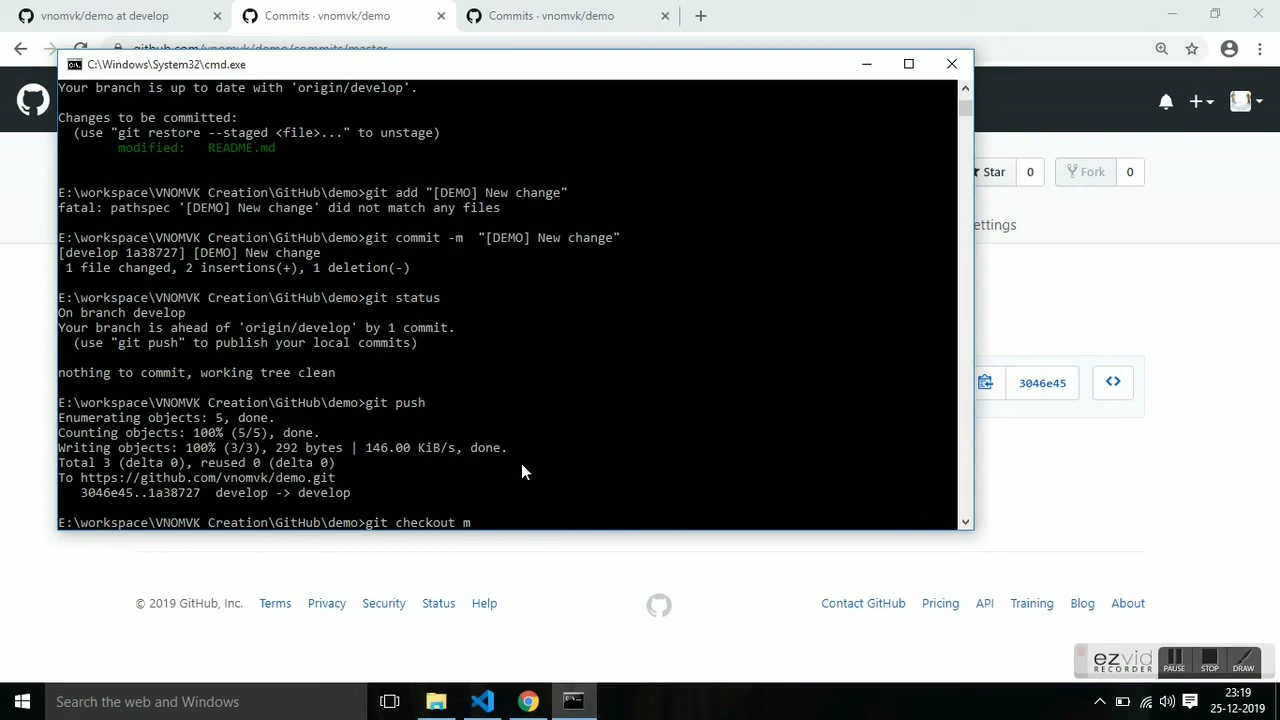 vnomvk/demo at develop
Commits · vnomvk/demo
Commits · vnomvk/demo
github.com/vnomvk/demo/commits/master
C:\Windows\System32\cmd.exe
Your branch is up to date with 'origin/develop'.
Changes to be committed:
(use "git restore --staged <file>..." to unstage)
modified: README.md
Star 0 Fork 0
E:\workspace\VNOMVK Creation\GitHub\demo>git add "[DEMO] New change"
fatal: pathspec '[DEMO] New change' did not match any files
ettings
E:\workspace\VNOMVK Creation\GitHub\demo>git commit -m "[DEMO] New change"
[develop 1a38727] [DEMO] New change
1 file changed, 2 insertions(+), 1 deletion(-)
E:\workspace\VNOMVK Creation\GitHub\demo>git status
On branch develop
Your branch is ahead of 'origin/develop' by 1 commit.
(use "git push" to publish your local commits)
nothing to commit, working tree clean
3046e45
E:\workspace\VNOMVK Creation\GitHub\demo>git push
Enumerating objects: 5, done.
Counting objects: 100% (5/5), done.
Writing objects: 100% (3/3), 292 bytes | 146.00 KiB/s, done.
Total 3 (delta 0), reused 0 (delta 0)
To https://github.com/vnomvk/demo.git
3046e45..1a38727 develop -> develop
E:\workspace\VNOMVK Creation\GitHub\demo>git checkout m
© 2019 GitHub, Inc. Terms Privacy Security Status Help Contact GitHub Pricing API Training Blog About
ezvid
RECORDER
PAUSE STOP DRAW
Search the web and Windows
23:19
25-12-2019